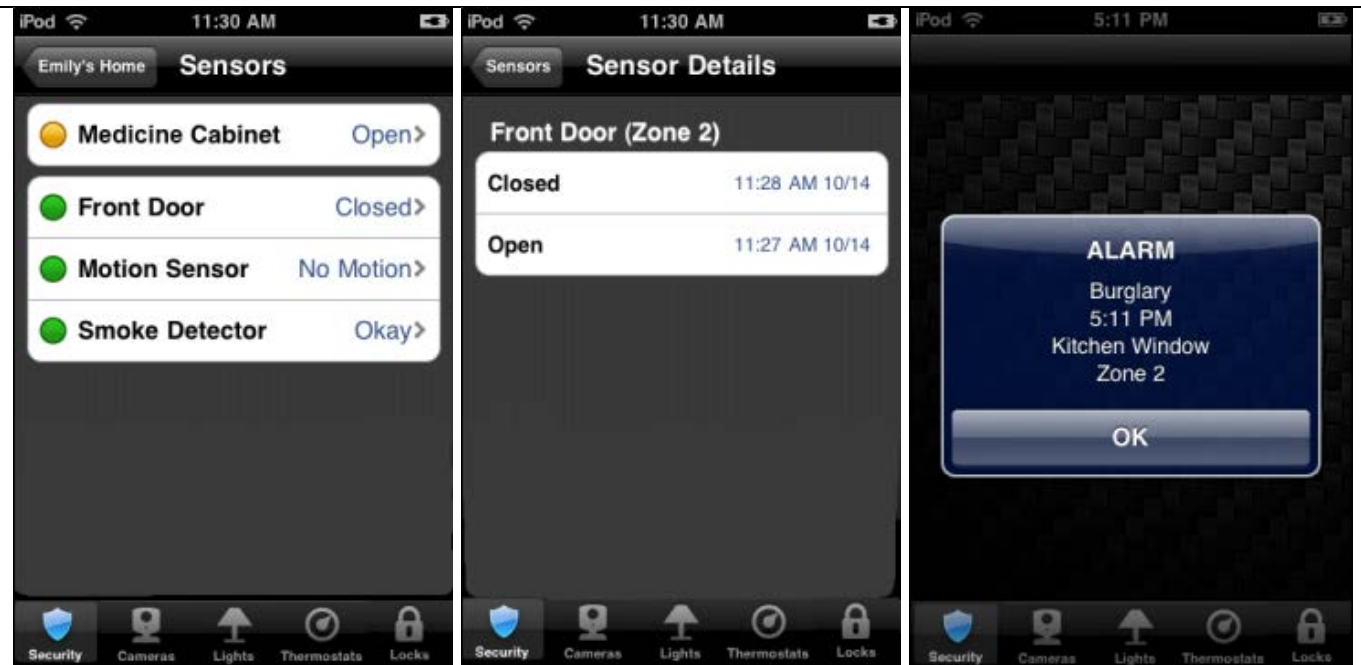 iPod 11:30 AM
Emily's Home Sensors
Medicine Cabinet Open
Front Door Closed
Motion Sensor No Motion
Smoke Detector Okay
Security Cameras Lights Thermostats Locks
iPod 11:30 AM
Sensors Sensor Details
Front Door (Zone 2)
Closed 11:28 AM 10/14
Open 11:27 AM 10/14
Security Cameras Lights Thermostats Locks
iPod 5:11 PM
ALARM
Burglary
5:11 PM
Kitchen Window
Zone 2
OK
Security Cameras Lights Thermostats Locks